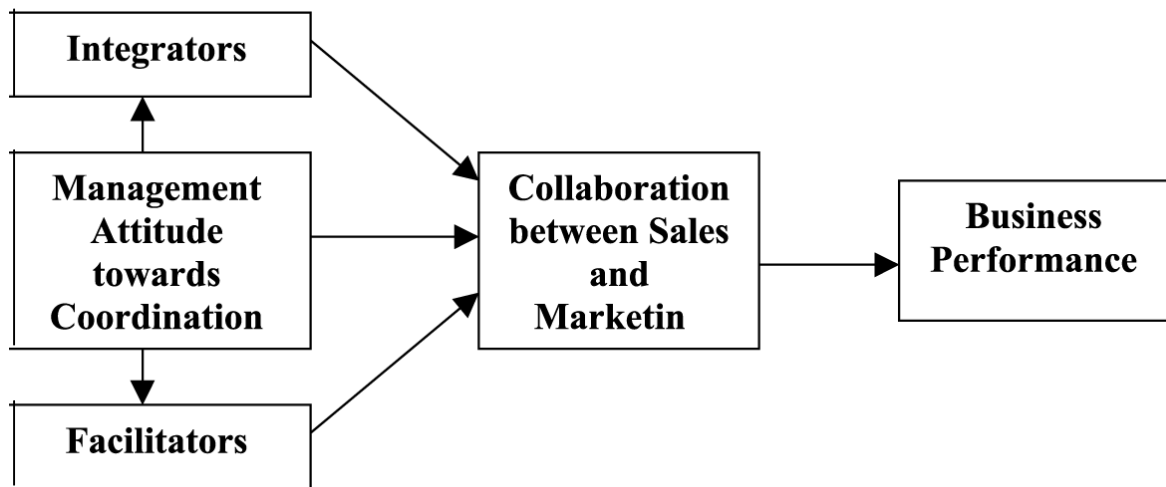 Integrators
Management
Attitude
towards
Coordination
Facilitators
Collaboration
between Sales
and
Marketin
Business
Performance